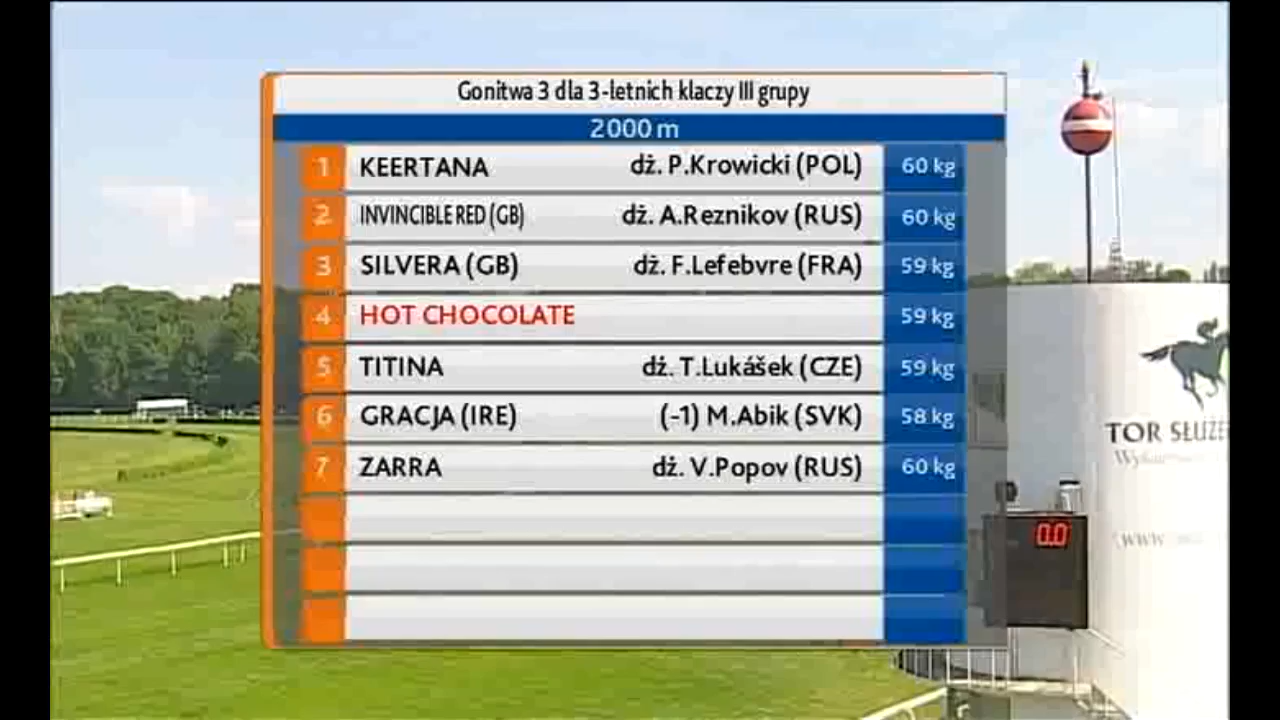 Gonitwa 3 dla 3-letnich klaczy III grupy
2000 m
1 KEERTANA dż. P.Krowicki (POL) 60 kg
2 INVINCIBLE RED (GB) dż. A.Reznikov (RUS) 60 kg
3 SILVERA (GB) dż. F.Lefebvre (FRA) 59 kg
4 HOT CHOCOLATE 59 kg
5 TITINA dż. T.Lukášek (CZE) 59 kg
6 GRACJA (IRE) (-1) M.Abik (SVK) 58 kg
7 ZARRA dż. V.Popov (RUS) 60 kg
TOR
0.0